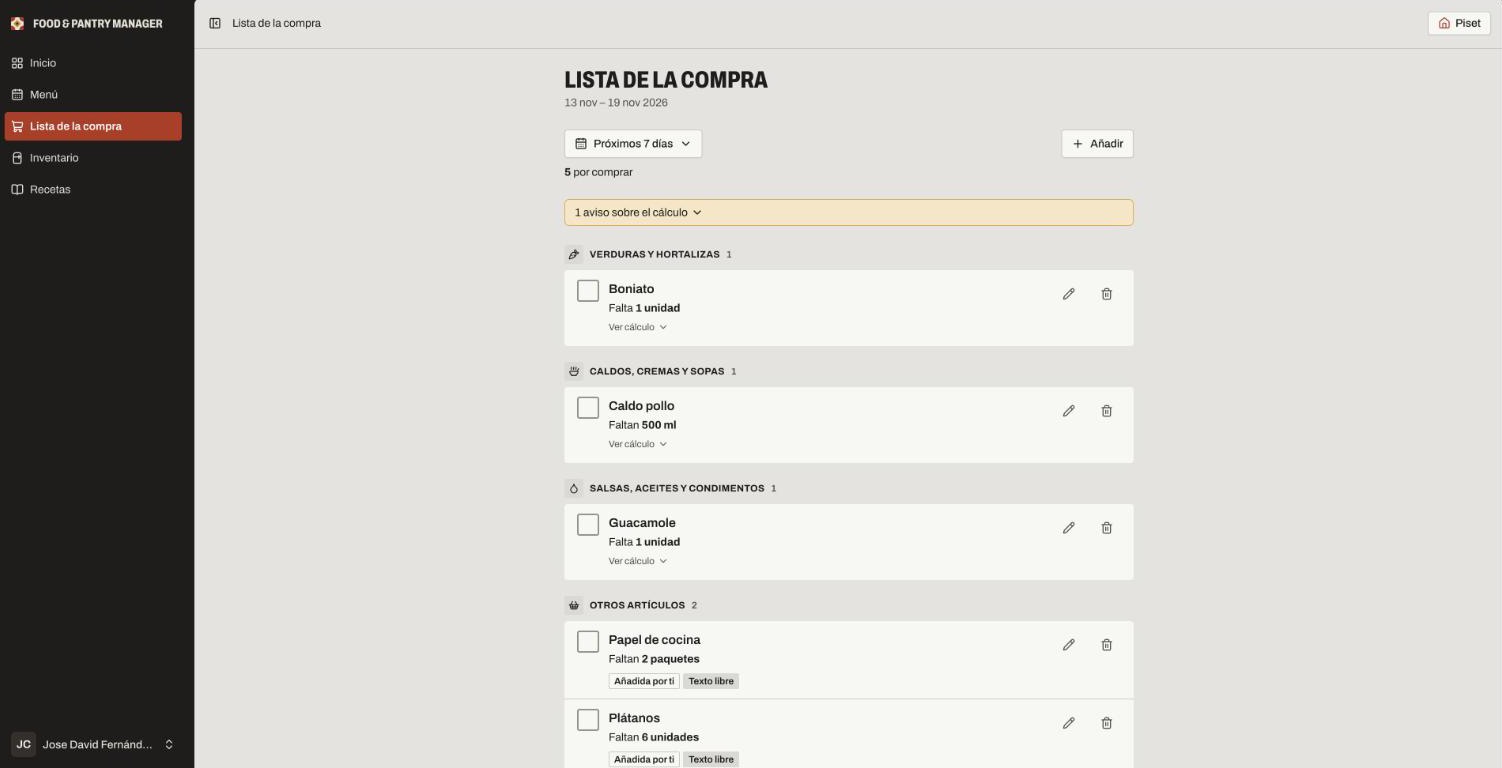 FOOD & PANTRY MANAGER
Inicio
Menú
Lista de la compra
Inventario
Recetas
JC
Jose David Fernánd...
Lista de la compra
Piset
LISTA DE LA COMPRA
13 nov – 19 nov 2026
Próximos 7 días
Añadir
5 por comprar
1 aviso sobre el cálculo
VERDURAS Y HORTALIZAS 1
Boniato
Falta 1 unidad
Ver cálculo
CALDOS, CREMAS Y SOPAS 1
Caldo pollo
Faltan 500 ml
Ver cálculo
SALSAS, ACEITES Y CONDIMENTOS 1
Guacamole
Falta 1 unidad
Ver cálculo
OTROS ARTÍCULOS 2
Papel de cocina
Faltan 2 paquetes
Añadida por ti Texto libre
Plátanos
Faltan 6 unidades
Añadida por ti Texto libre